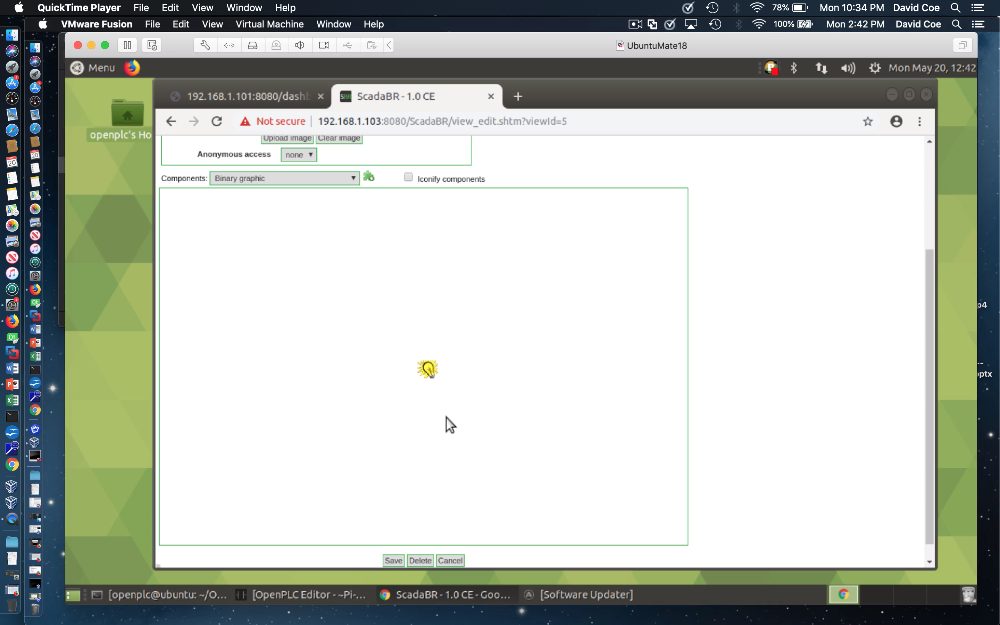 QuickTime Player File Edit View Window Help 78% Mon 10:34 PM David Coe
VMware Fusion File Edit View Virtual Machine Window Help 100% Mon 2:42 PM David Coe
UbuntuMate18
Menu Mon May 20, 12:42
192.168.1.101:8080/dashb SBR ScadaBR - 1.0 CE
Not secure 192.168.1.103:8080/ScadaBR/view_edit.shtm?viewId=5
openplc's Ho
Upload image Clear image
Anonymous access none
Components: Binary graphic Iconify components
p4
pptx
Save Delete Cancel
[openplc@ubuntu: ~/O... [OpenPLC Editor - ~Pi-... ScadaBR - 1.0 CE - Goo... [Software Updater]